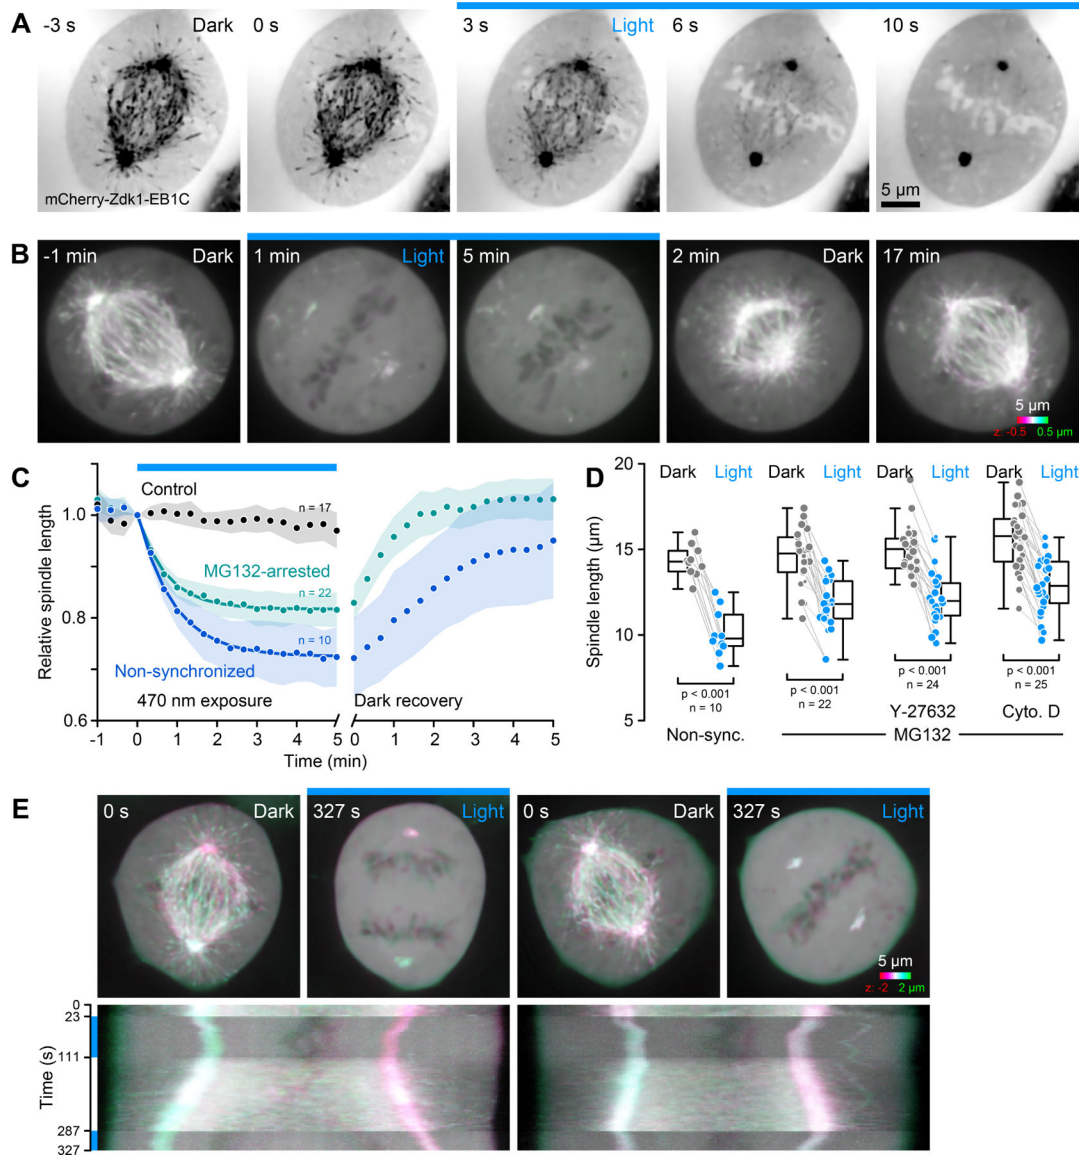 A
-3 s Dark
0 s
3 s Light
6 s
10 s
mCherry-Zdk1-EB1C
5 µm
B
-1 min Dark
1 min Light
5 min
2 min Dark
17 min
5 µm
z: -0.5 0.5 µm
C
Relative spindle length
1.0
0.8
0.6
Control
n = 17
MG132-arrested
n = 22
n = 10
Non-synchronized
470 nm exposure
Dark recovery
-1 0 1 2 3 4 5 0 1 2 3 4 5
Time (min)
D
Spindle length (µm)
20
15
10
5
Dark Light Dark Light Dark Light Dark Light
p < 0.001
n = 10
p < 0.001
n = 22
p < 0.001
n = 24
p < 0.001
n = 25
Y-27632
Cyto. D
Non-sync.
MG132
E
0 s Dark
327 s Light
0 s Dark
327 s Light
5 µm
z: -2 2 µm
Time (s)
0
23
111
287
327